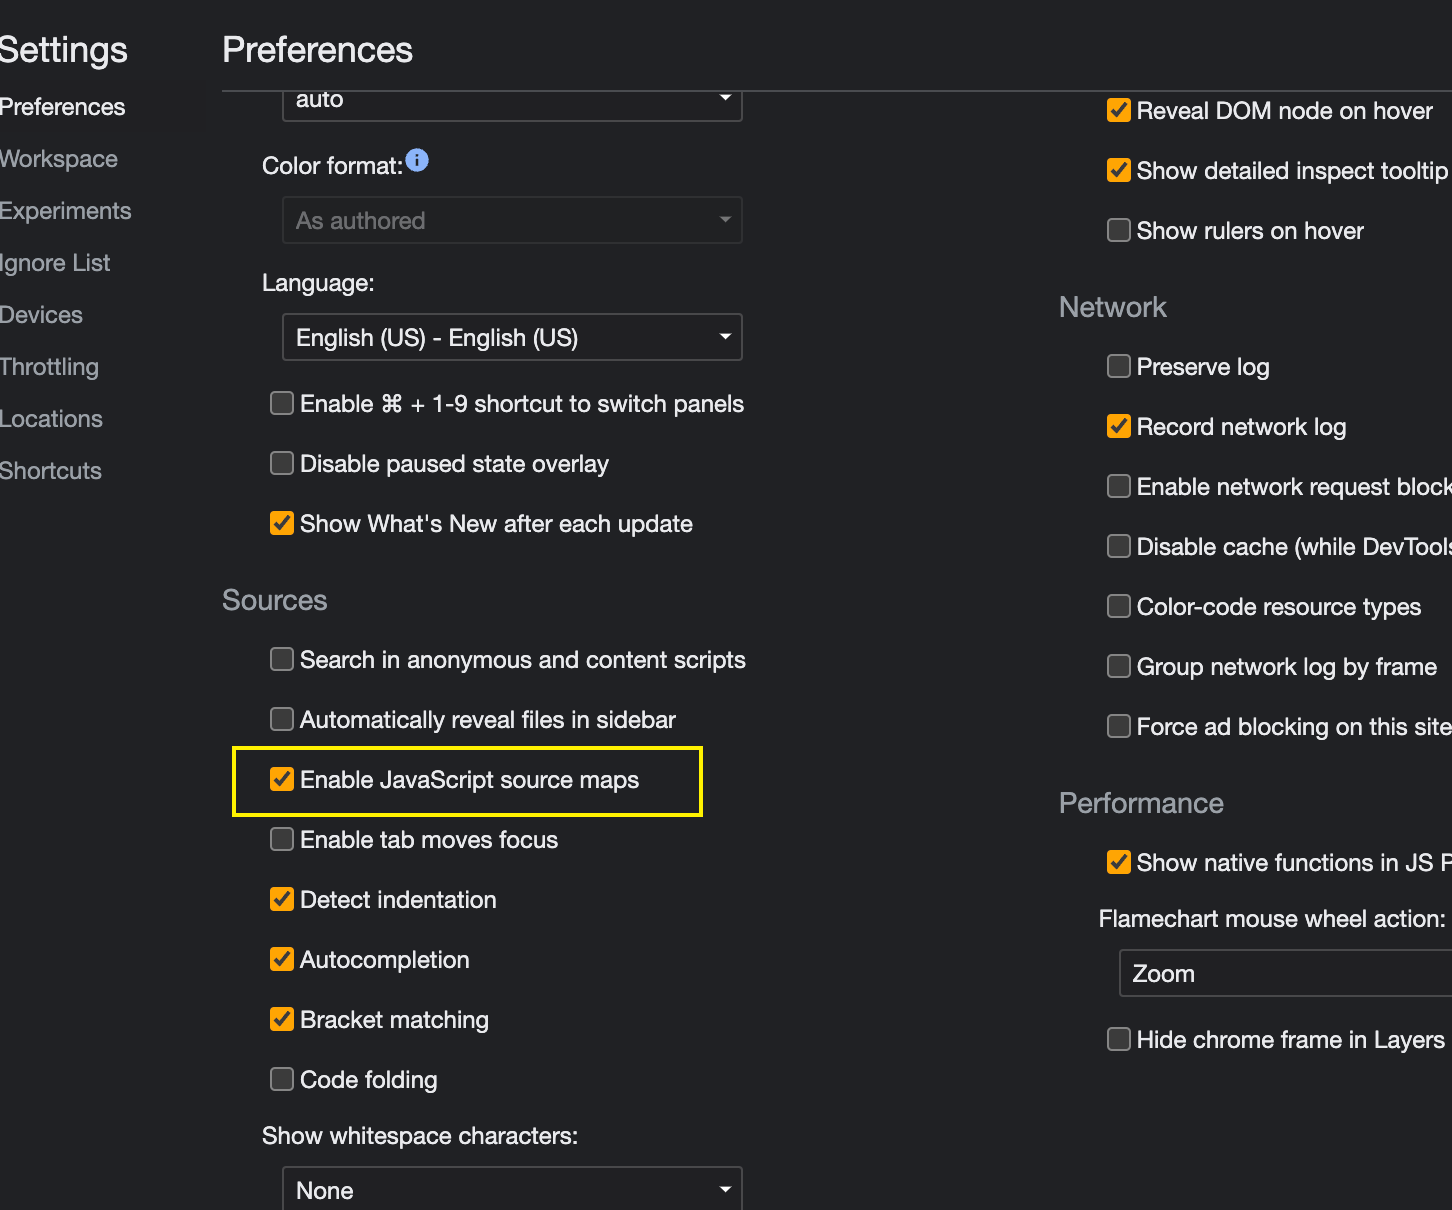 Settings
Preferences
Workspace
Experiments
Ignore List
Devices
Throttling
Locations
Shortcuts
Preferences
auto
Color format:
As authored
Language:
English (US) - English (US)
Enable ⌘ + 1-9 shortcut to switch panels
Disable paused state overlay
Show What's New after each update
Sources
Search in anonymous and content scripts
Automatically reveal files in sidebar
Enable JavaScript source maps
Enable tab moves focus
Detect indentation
Autocompletion
Bracket matching
Code folding
Show whitespace characters:
None
Reveal DOM node on hover
Show detailed inspect tooltip
Show rulers on hover
Network
Preserve log
Record network log
Enable network request block
Disable cache (while DevTools
Color-code resource types
Group network log by frame
Force ad blocking on this site
Performance
Show native functions in JS P
Flamechart mouse wheel action:
Zoom
Hide chrome frame in Layers